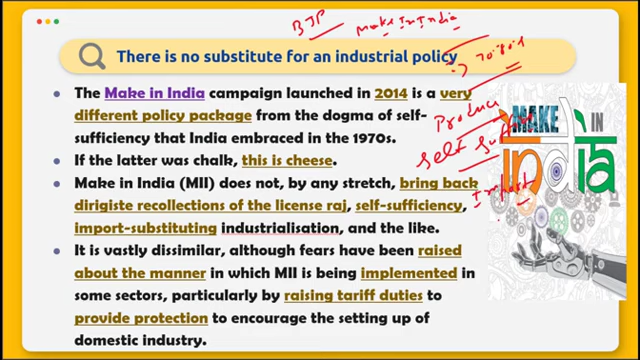 BJP
Make In India
There is no substitute for an industrial policy
The Make in India campaign launched in 2014 is a very
different policy package from the dogma of self-
sufficiency that India embraced in the 1970s.
If the latter was chalk, this is cheese.
Make in India (MII) does not, by any stretch, bring back
dirigiste recollections of the license raj, self-sufficiency,
import-substituting industrialisation, and the like.
It is vastly dissimilar, although fears have been raised
about the manner in which MII is being implemented in
some sectors, particularly by raising tariff duties to
provide protection to encourage the setting up of
domestic industry.
Produce
Self
Import
MAKE IN
India